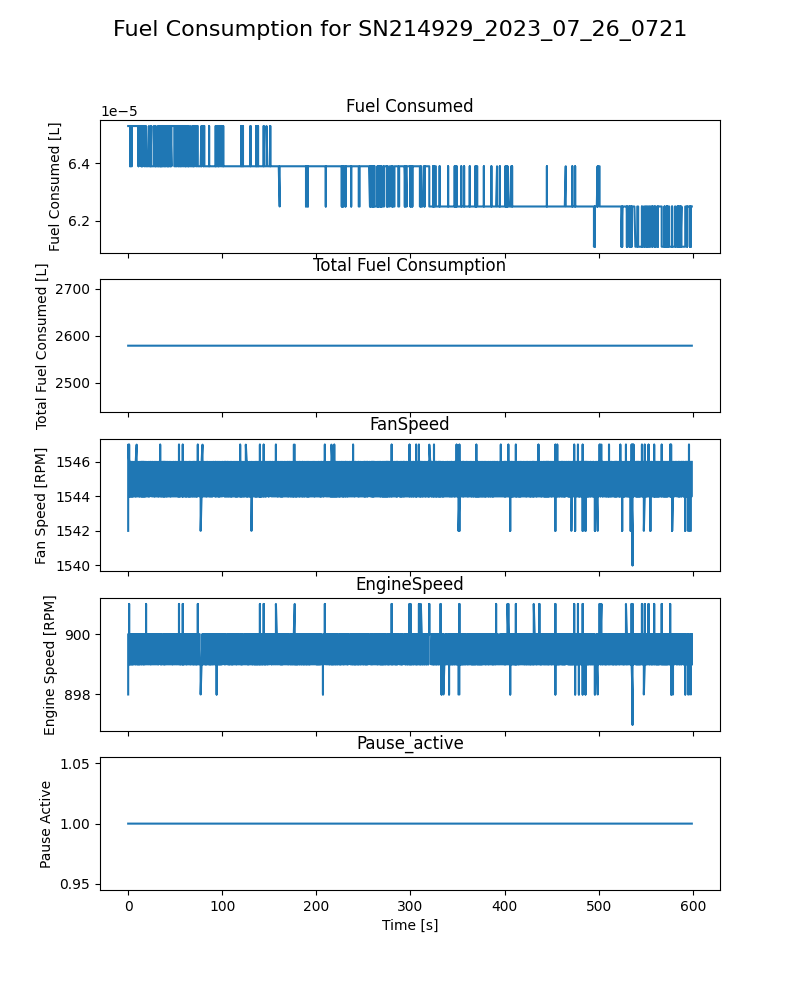 Fuel Consumption for SN214929_2023_07_26_0721
1e−5
Fuel Consumed
Fuel Consumed [L]
6.4
6.2
Total Fuel Consumption
Total Fuel Consumed [L]
2700
2600
2500
FanSpeed
Fan Speed [RPM]
1546
1544
1542
1540
EngineSpeed
Engine Speed [RPM]
900
898
Pause_active
Pause Active
1.05
1.00
0.95
0 100 200 300 400 500 600
Time [s]